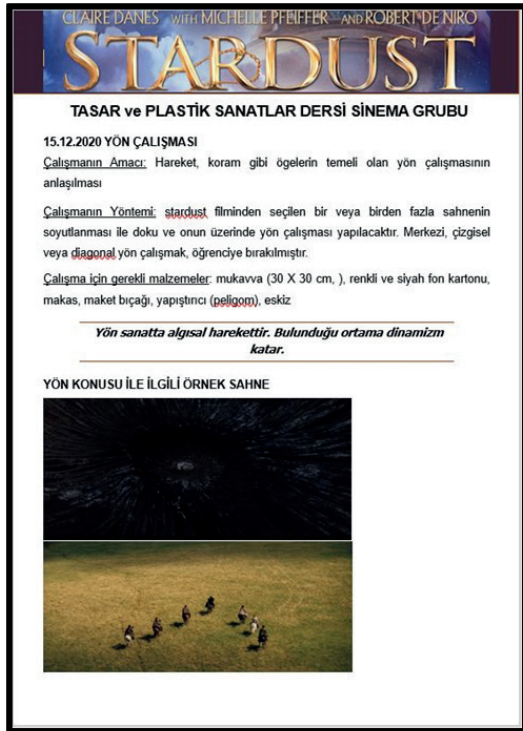 CLAIRE DANES WITH MICHELLE PFEIFFER AND ROBERT DE NIRO
STARDUST
TASAR ve PLASTİK SANATLAR DERSİ SİNEMA GRUBU
15.12.2020 YÖN ÇALIŞMASI
Çalışmanın Amacı: Hareket, koram gibi ögelerin temeli olan yön çalışmasının
anlaşılması
Çalışmanın Yöntemi: stardust filminden seçilen bir veya birden fazla sahnenin
soyutlanması ile doku ve onun üzerinde yön çalışması yapılacaktır. Merkezi, çizgisel
veya diagonal yön çalışmak, öğrenciye bırakılmıştır.
Çalışma için gerekli malzemeler: mukavva (30 X 30 cm, ), renkli ve siyah fon kartonu,
makas, maket bıçağı, yapıştırıcı (peligom), eskiz
Yön sanatta algısal harekettir. Bulunduğu ortama dinamizm
katar.
YÖN KONUSU İLE İLGİLİ ÖRNEK SAHNE